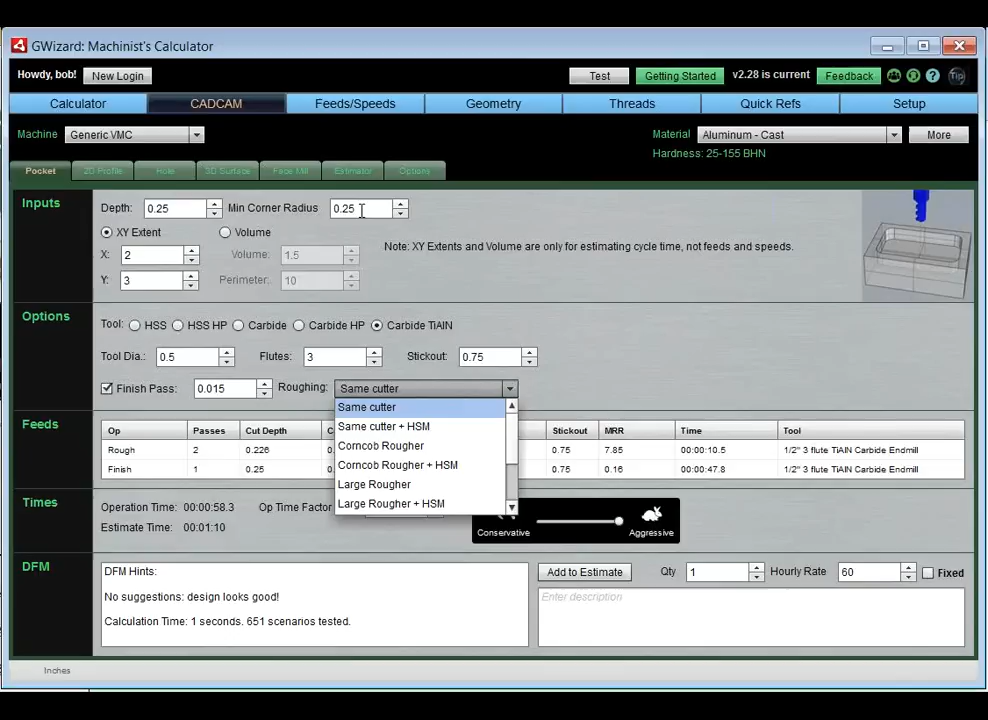 GWizard: Machinist's Calculator
Howdy, bob! New Login Test Getting Started v2.28 is current Feedback ? Tip
Calculator CADCAM Feeds/Speeds Geometry Threads Quick Refs Setup
Machine Generic VMC Material Aluminum - Cast More
Hardness: 25-155 BHN
Pocket 2D Profile Hole 3D Surface Face Mill Estimator Options
Inputs Depth: 0.25 Min Corner Radius 0.25
XY Extent Volume
X: 2 Volume: 1.5 Note: XY Extents and Volume are only for estimating cycle time, not feeds and speeds.
Y: 3 Perimeter: 10
Options Tool: HSS HSS HP Carbide Carbide HP Carbide TiAlN
Tool Dia.: 0.5 Flutes: 3 Stickout: 0.75
Finish Pass: 0.015 Roughing: Same cutter
Same cutter
Same cutter + HSM
Corncob Rougher
Corncob Rougher + HSM
Large Rougher
Large Rougher + HSM
Feeds Op Passes Cut Depth Stickout MRR Time Tool
Rough 2 0.226 0.75 7.85 00:00:10.5 1/2" 3 flute TiAlN Carbide Endmill
Finish 1 0.25 0.75 0.16 00:00:47.8 1/2" 3 flute TiAlN Carbide Endmill
Times Operation Time: 00:00:58.3 Op Time Factor
Estimate Time: 00:01:10 Conservative Aggressive
DFM DFM Hints: Add to Estimate Qty 1 Hourly Rate 60 Fixed
No suggestions: design looks good! Enter description
Calculation Time: 1 seconds. 651 scenarios tested.
Inches